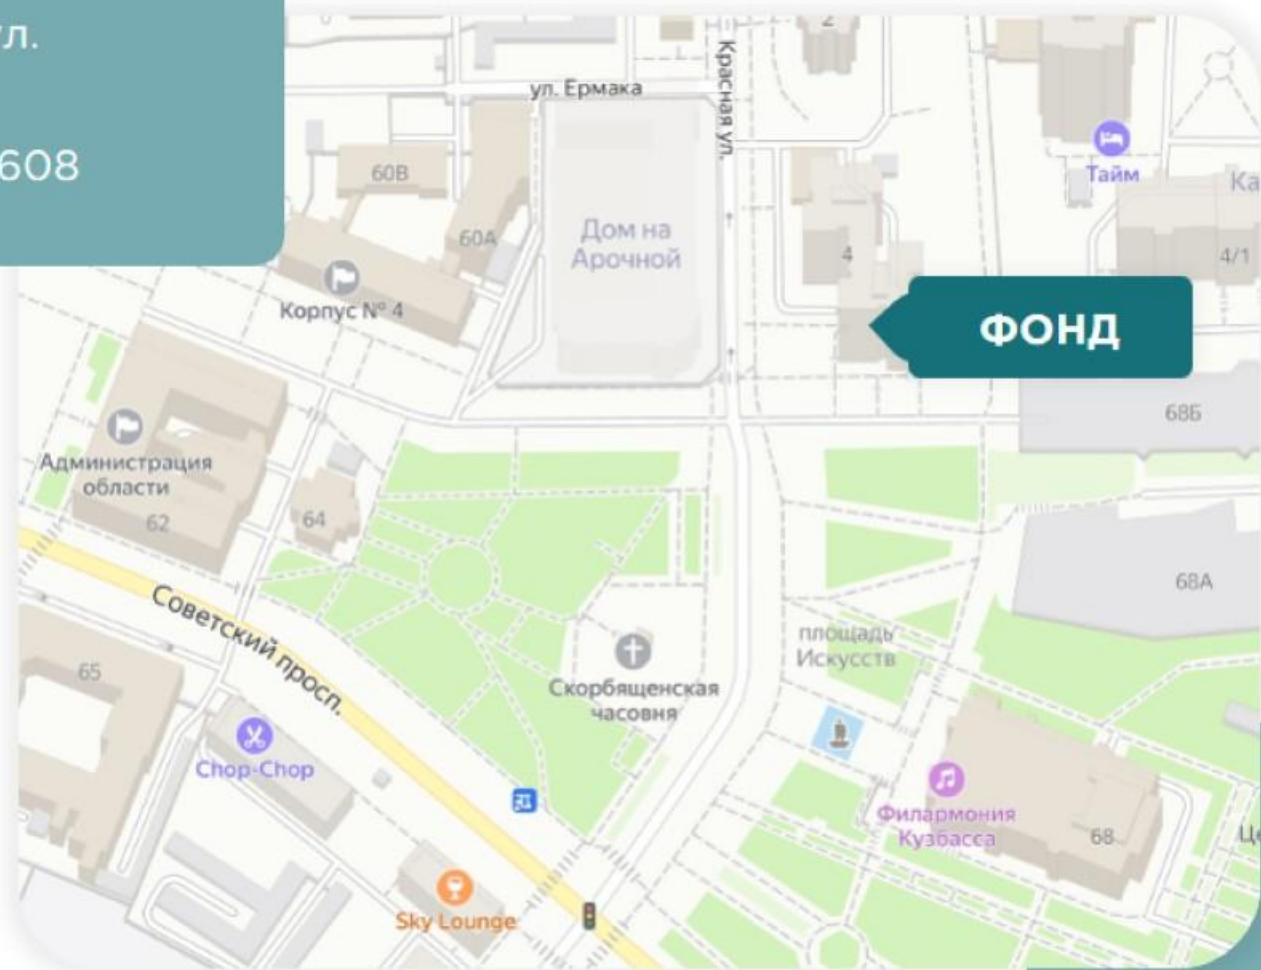 ул.
608
2
ул. Ермака
Красная ул.
60В
60А
Дом на
Арочной
Корпус № 4
4
Тайм
4/1
ФОНД
68Б
Администрация
области
62
64
68А
Советский просп.
65
площадь
Искусств
Скорбященская
часовня
Chop-Chop
Филармония
Кузбасса
68
Sky Lounge